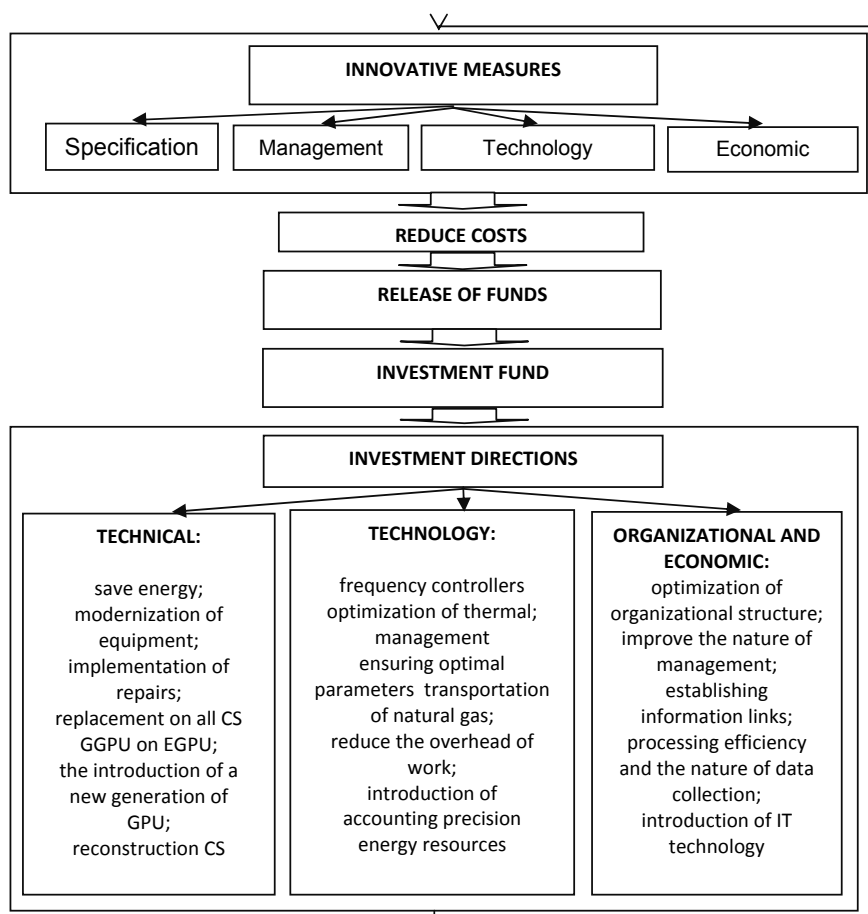 INNOVATIVE MEASURES
Specification
Management
Technology
Economic
REDUCE COSTS
RELEASE OF FUNDS
INVESTMENT FUND
INVESTMENT DIRECTIONS
TECHNICAL:
save energy;
modernization of
equipment;
implementation of
repairs;
replacement on all CS
GGPU on EGPU;
the introduction of a
new generation of
GPU;
reconstruction CS
TECHNOLOGY:
frequency controllers
optimization of thermal;
management
ensuring optimal
parameters transportation
of natural gas;
reduce the overhead of
work;
introduction of
accounting precision
energy resources
ORGANIZATIONAL AND
ECONOMIC:
optimization of
organizational structure;
improve the nature of
management;
establishing
information links;
processing efficiency
and the nature of data
collection;
introduction of IT
technology